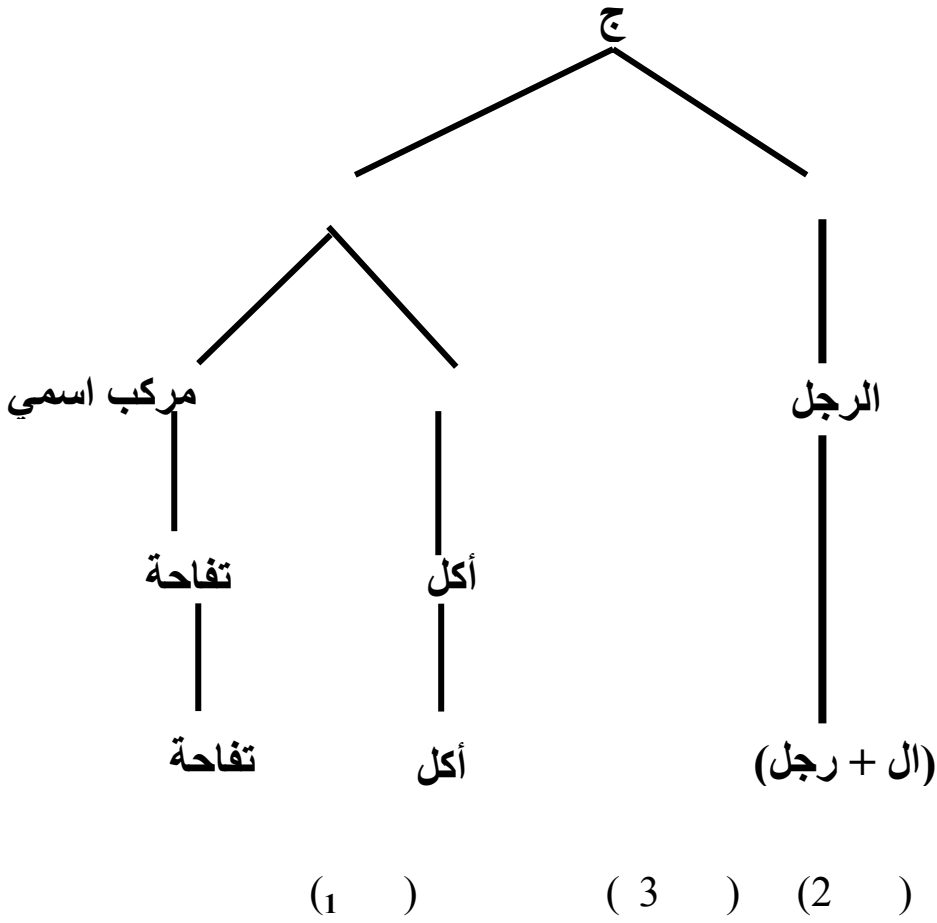 ج
الرجل مركب اسمي
أكل تفاحة
(ال + رجل) أكل تفاحة
(2 ) ( 3 ) (1 )